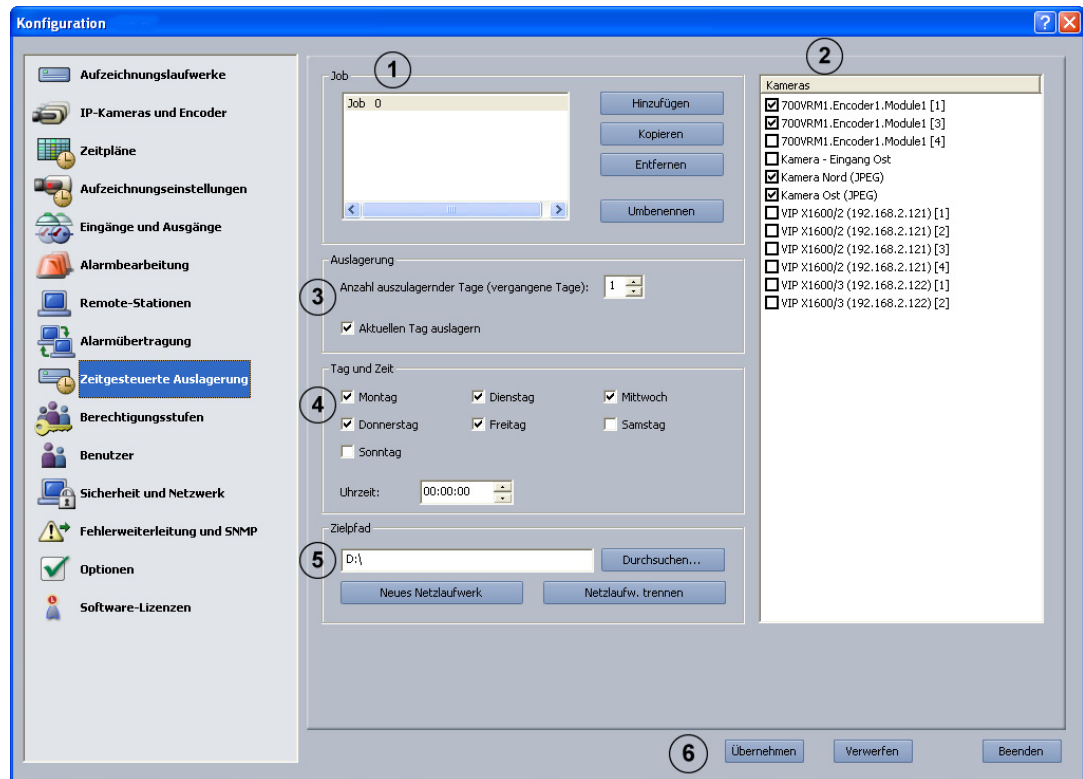 Konfiguration
Aufzeichnungslaufwerke
IP-Kameras und Encoder
Zeitpläne
Aufzeichnungseinstellungen
Eingänge und Ausgänge
Alarmbearbeitung
Remote-Stationen
Alarmübertragung
Zeitgesteuerte Auslagerung
Berechtigungsstufen
Benutzer
Sicherheit und Netzwerk
Fehlerweiterleitung und SNMP
Optionen
Software-Lizenzen
Job
1
Job 0
Hinzufügen
Kopieren
Entfernen
Umbenennen
Auslagerung
3
Anzahl auszulagernder Tage (vergangene Tage): 1
Aktuellen Tag auslagern
Tag und Zeit
4
Montag Dienstag Mittwoch
Donnerstag Freitag Samstag
Sonntag
Uhrzeit: 00:00:00
Zielpfad
5
D:\ Durchsuchen...
Neues Netzlaufwerk Netzlaufw. trennen
2
Kameras
700VRM1.Encoder1.Module1 [1]
700VRM1.Encoder1.Module1 [3]
700VRM1.Encoder1.Module1 [4]
Kamera - Eingang Ost
Kamera Nord (JPEG)
Kamera Ost (JPEG)
VIP X1600/2 (192.168.2.121) [1]
VIP X1600/2 (192.168.2.121) [2]
VIP X1600/2 (192.168.2.121) [3]
VIP X1600/2 (192.168.2.121) [4]
VIP X1600/3 (192.168.2.122) [1]
VIP X1600/3 (192.168.2.122) [2]
6
Übernehmen Verwerfen Beenden